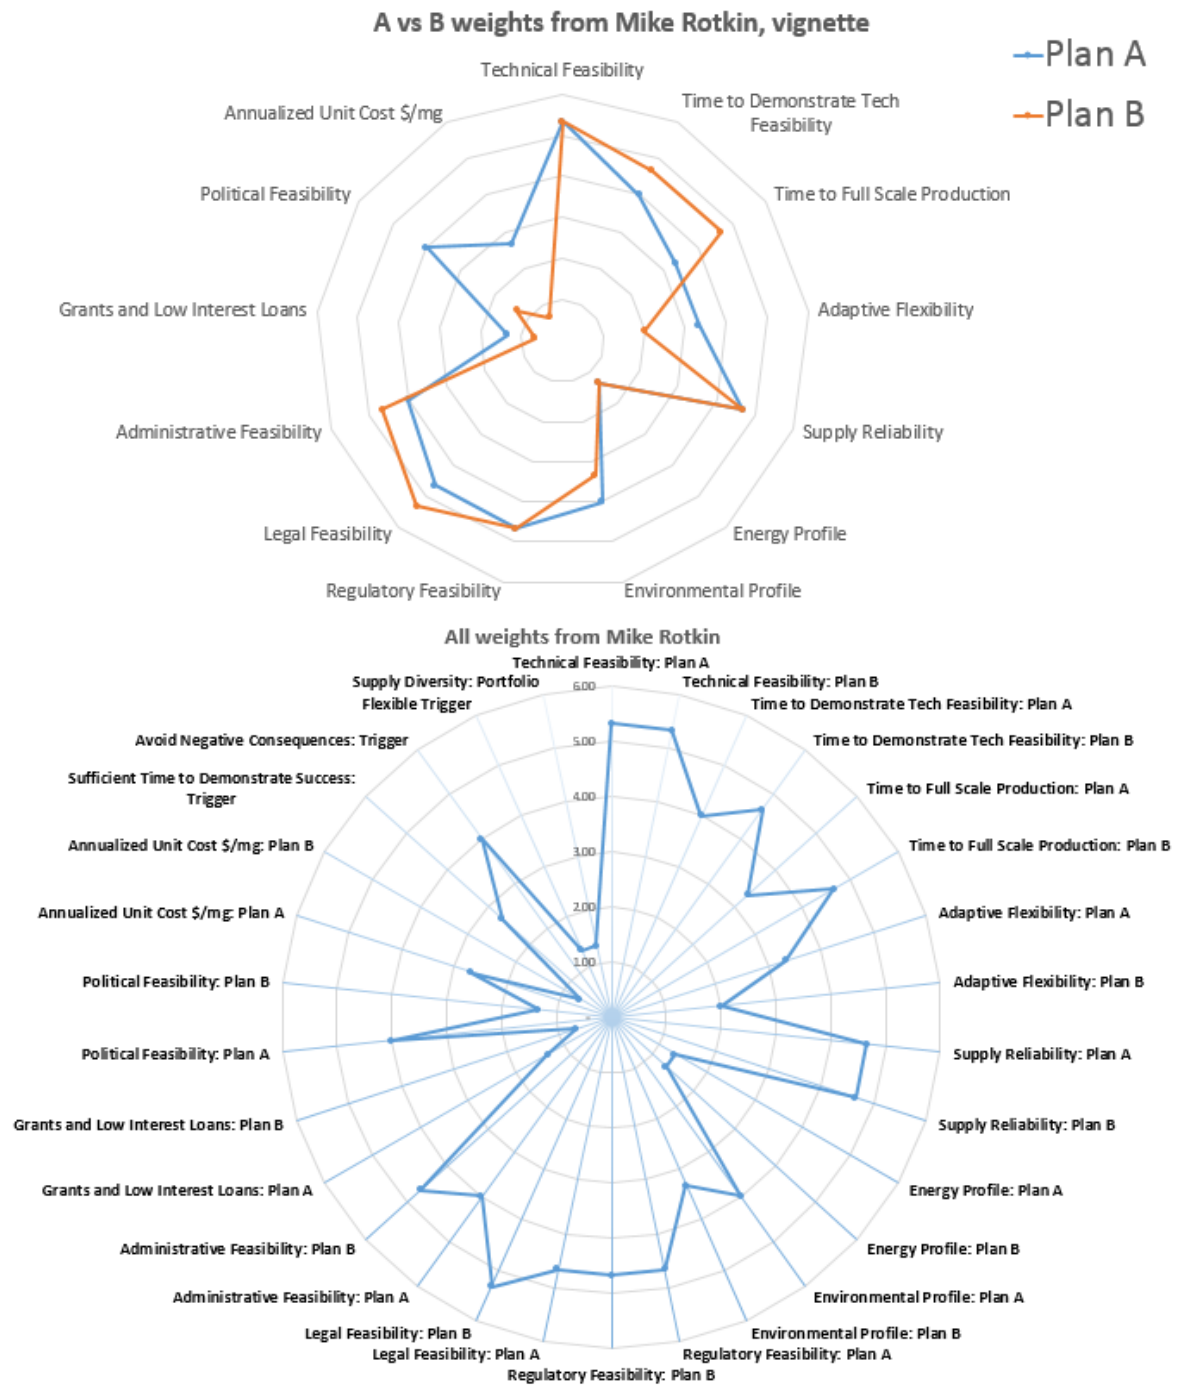 A vs B weights from Mike Rotkin, vignette
Plan A
Plan B
Technical Feasibility
Time to Demonstrate Tech
Feasibility
Annualized Unit Cost $/mg
Political Feasibility
Time to Full Scale Production
Grants and Low Interest Loans
Adaptive Flexibility
Administrative Feasibility
Supply Reliability
Legal Feasibility
Energy Profile
Regulatory Feasibility
Environmental Profile
All weights from Mike Rotkin
Technical Feasibility: Plan A
Supply Diversity: Portfolio
6.00
Technical Feasibility: Plan B
Flexible Trigger
Time to Demonstrate Tech Feasibility: Plan A
Avoid Negative Consequences: Trigger
5.00
Time to Demonstrate Tech Feasibility: Plan B
Sufficient Time to Demonstrate Success:
Trigger
4.00
Time to Full Scale Production: Plan A
Annualized Unit Cost $/mg: Plan B
3.00
Time to Full Scale Production: Plan B
Annualized Unit Cost $/mg: Plan A
2.00
Adaptive Flexibility: Plan A
1.00
Political Feasibility: Plan B
Adaptive Flexibility: Plan B
-
Political Feasibility: Plan A
Supply Reliability: Plan A
Grants and Low Interest Loans: Plan B
Supply Reliability: Plan B
Grants and Low Interest Loans: Plan A
Energy Profile: Plan A
Administrative Feasibility: Plan B
Energy Profile: Plan B
Administrative Feasibility: Plan A
Environmental Profile: Plan A
Legal Feasibility: Plan B
Environmental Profile: Plan B
Legal Feasibility: Plan A
Regulatory Feasibility: Plan A
Regulatory Feasibility: Plan B